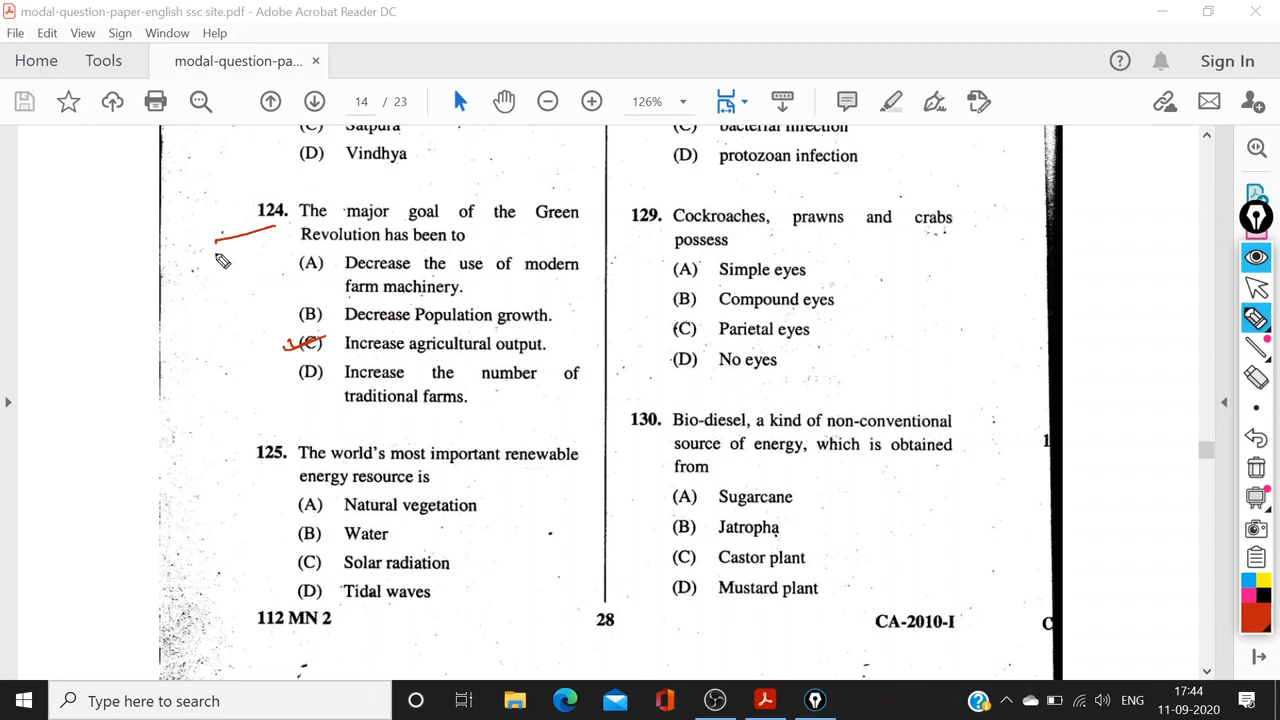 modal-question-paper-english ssc site.pdf - Adobe Acrobat Reader DC
File Edit View Sign Window Help
Home Tools modal-question-pa... × Sign In
14 / 23 126%
(C) Satpura
(D) Vindhya
124. The major goal of the Green
Revolution has been to
(A) Decrease the use of modern
farm machinery.
(B) Decrease Population growth.
(C) Increase agricultural output.
(D) Increase the number of
traditional farms.
125. The world's most important renewable
energy resource is
(A) Natural vegetation
(B) Water
(C) Solar radiation
(D) Tidal waves
112 MN 2
28
(C) bacterial infection
(D) protozoan infection
129. Cockroaches, prawns and crabs
possess
(A) Simple eyes
(B) Compound eyes
(C) Parietal eyes
(D) No eyes
130. Bio-diesel, a kind of non-conventional
source of energy, which is obtained
from
(A) Sugarcane
(B) Jatropha
(C) Castor plant
(D) Mustard plant
CA-2010-I
1
C
Type here to search
ENG
17:44
11-09-2020